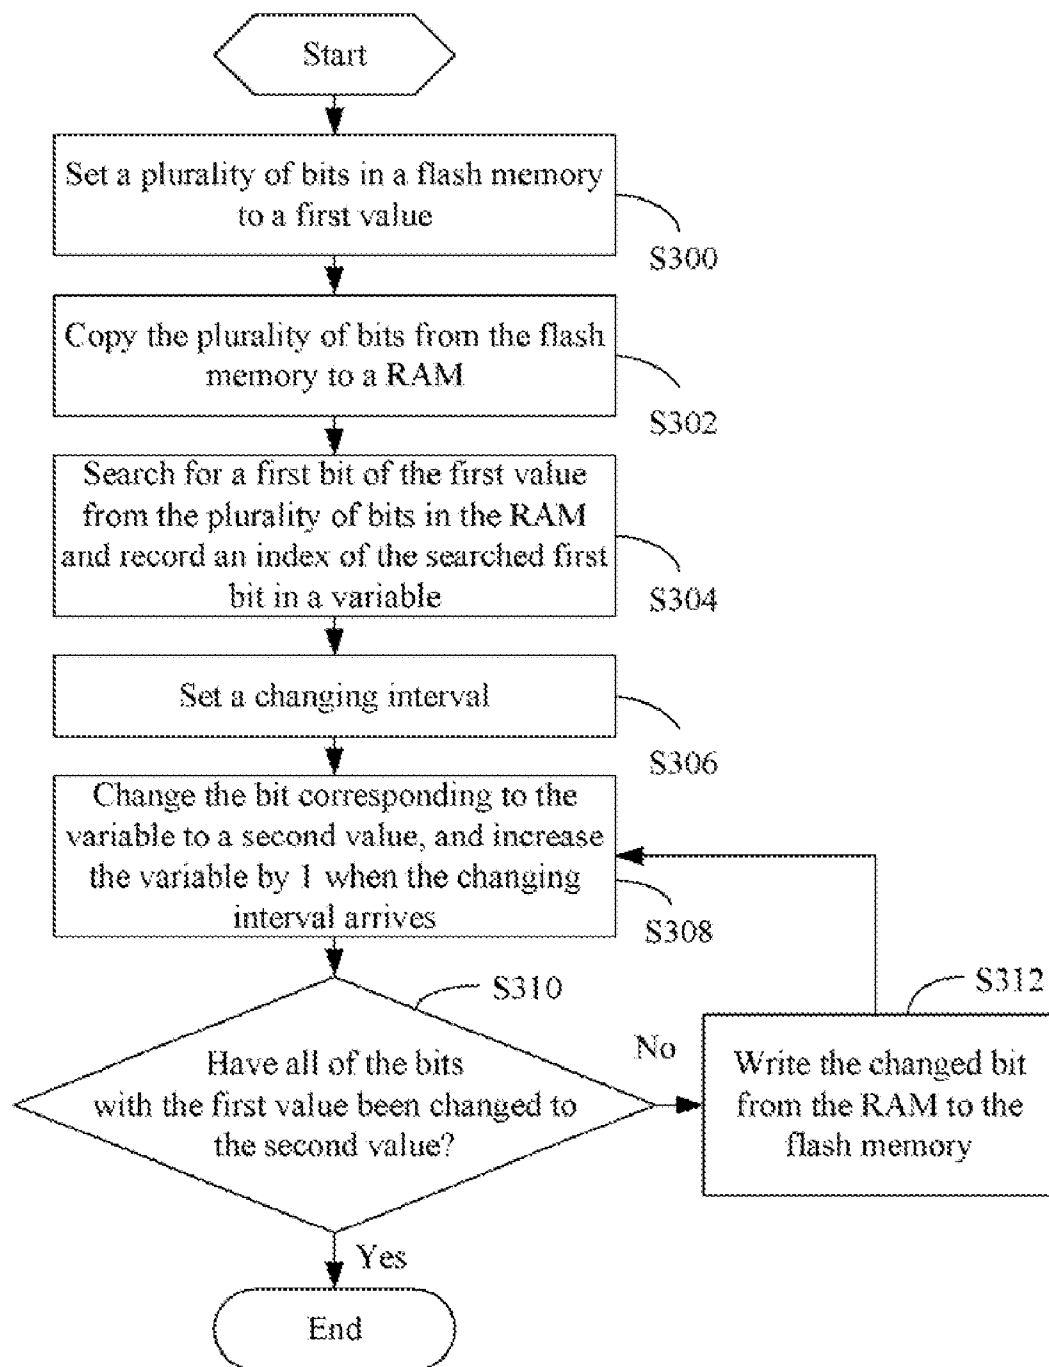 Start
Set a plurality of bits in a flash memory
to a first value
S300
Copy the plurality of bits from the flash
memory to a RAM
S302
Search for a first bit of the first value
from the plurality of bits in the RAM
and record an index of the searched first
bit in a variable
S304
Set a changing interval
S306
Change the bit corresponding to the
variable to a second value, and increase
the variable by 1 when the changing
interval arrives
S308
S310
Have all of the bits
with the first value been changed to
the second value?
No
S312
Write the changed bit
from the RAM to the
flash memory
Yes
End